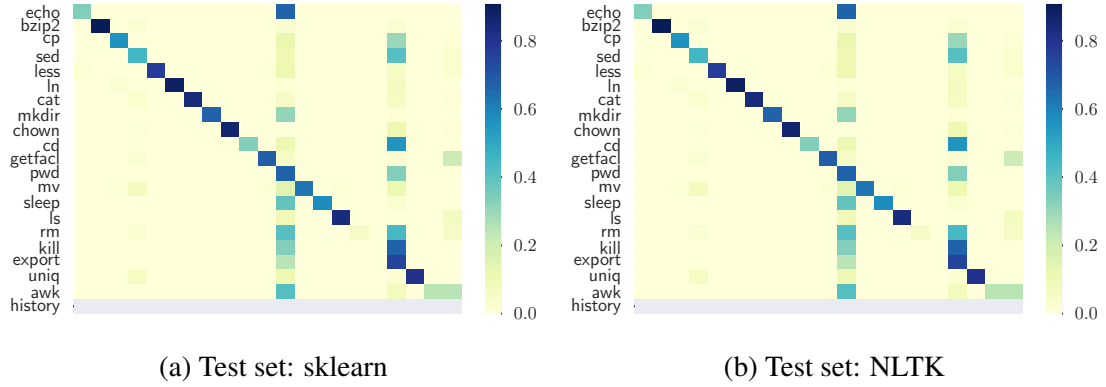 echo
bzip2
cp
sed
less
ln
cat
mkdir
chown
cd
getfacl
pwd
mv
sleep
ls
rm
kill
export
uniq
awk
history
0.8
0.6
0.4
0.2
0.0
(a) Test set: sklearn
echo
bzip2
cp
sed
less
ln
cat
mkdir
chown
cd
getfacl
pwd
mv
sleep
ls
rm
kill
export
uniq
awk
history
0.8
0.6
0.4
0.2
0.0
(b) Test set: NLTK